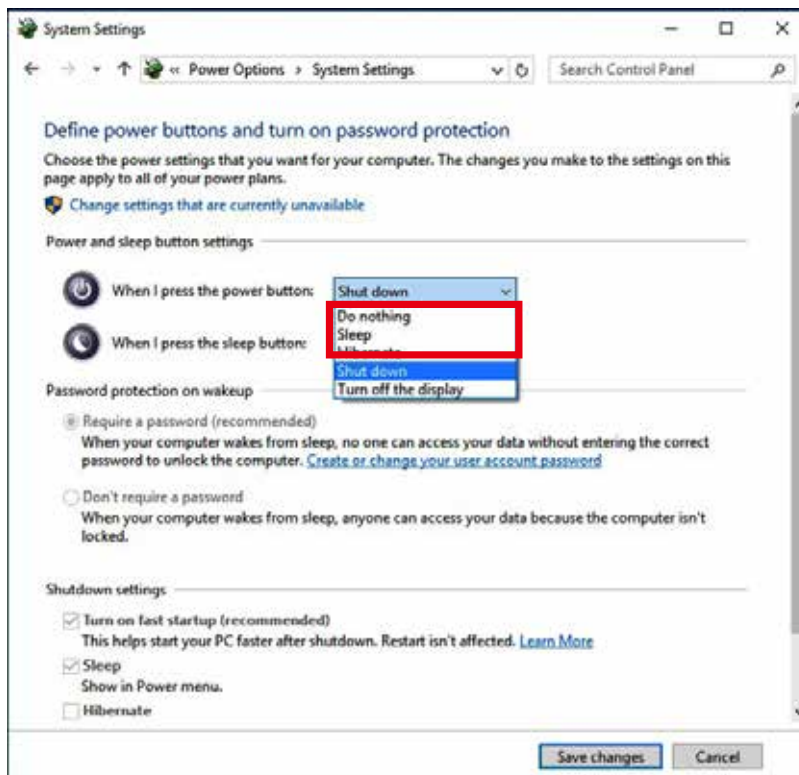 System Settings
« Power Options › System Settings
Search Control Panel
Define power buttons and turn on password protection
Choose the power settings that you want for your computer. The changes you make to the settings on this
page apply to all of your power plans.
Change settings that are currently unavailable
Power and sleep button settings
When I press the power button: Shut down
Do nothing
Sleep
When I press the sleep button:
Hibernate
Shut down
Turn off the display
Password protection on wakeup
Require a password (recommended)
When your computer wakes from sleep, no one can access your data without entering the correct
password to unlock the computer. Create or change your user account password
Don't require a password
When your computer wakes from sleep, anyone can access your data because the computer isn't
locked.
Shutdown settings
Turn on fast startup (recommended)
This helps start your PC faster after shutdown. Restart isn't affected. Learn More
Sleep
Show in Power menu.
Hibernate
Save changes
Cancel